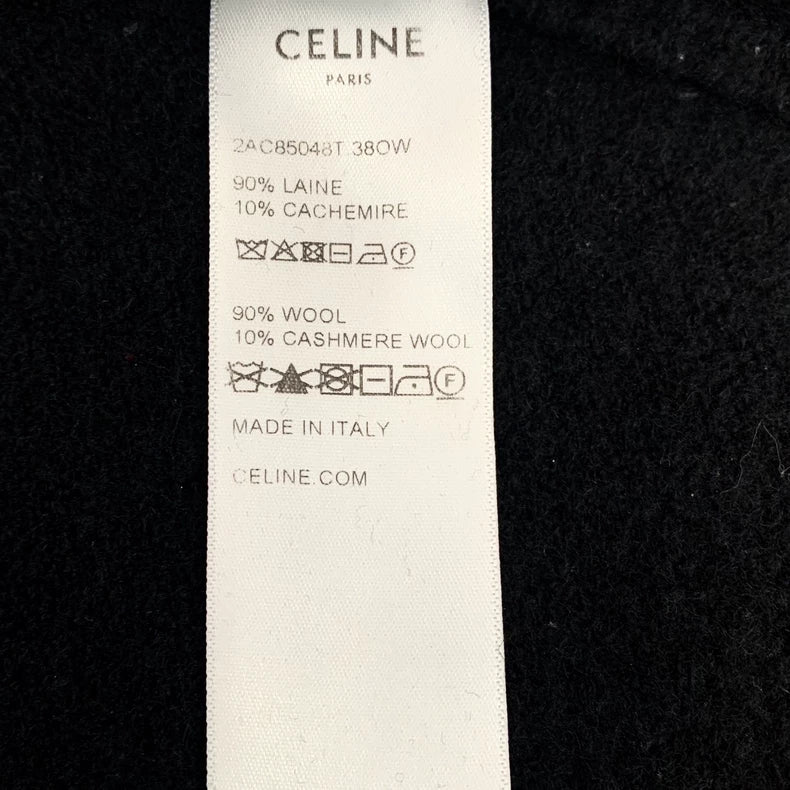 CELINE
PARIS
2AC85048T.38OW
90% LAINE
10% CACHEMIRE
F
90% WOOL
10% CASHMERE WOOL
F
MADE IN ITALY
CELINE.COM